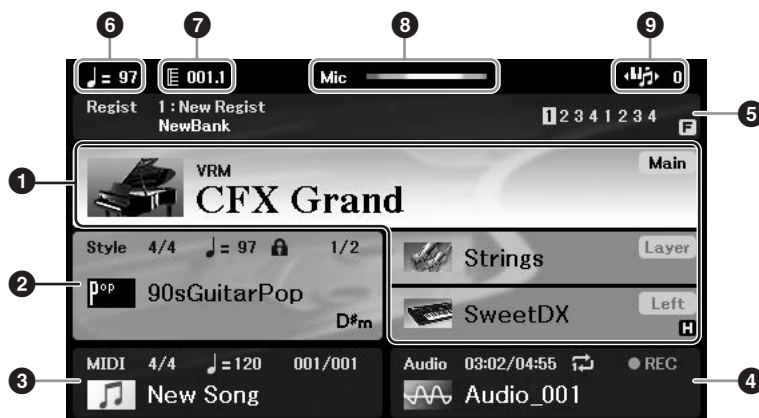 6 7 8 9
♩= 97 001.1 Mic 0
Regist 1 : New Regist
NewBank
1 2 3 4 1 2 3 4
F
5
1
VRM
CFX Grand
Main
Style 4/4 ♩= 97 1/2
Pop 90sGuitarPop
D#m
2
Strings Layer
SweetDX Left
H
MIDI 4/4 ♩=120 001/001
New Song
3
Audio 03:02/04:55 ●REC
Audio_001
4